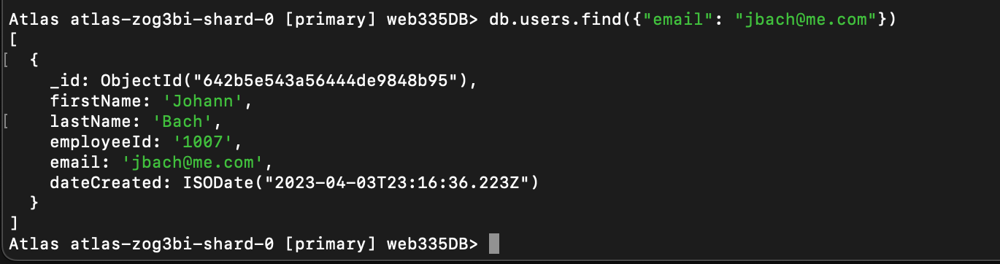 Atlas atlas-zog3bi-shard-0 [primary] web335DB> db.users.find({"email": "jbach@me.com"})
[
  {
    _id: ObjectId("642b5e543a56444de9848b95"),
    firstName: 'Johann',
    lastName: 'Bach',
    employeeId: '1007',
    email: 'jbach@me.com',
    dateCreated: ISODate("2023-04-03T23:16:36.223Z")
  }
]
Atlas atlas-zog3bi-shard-0 [primary] web335DB>